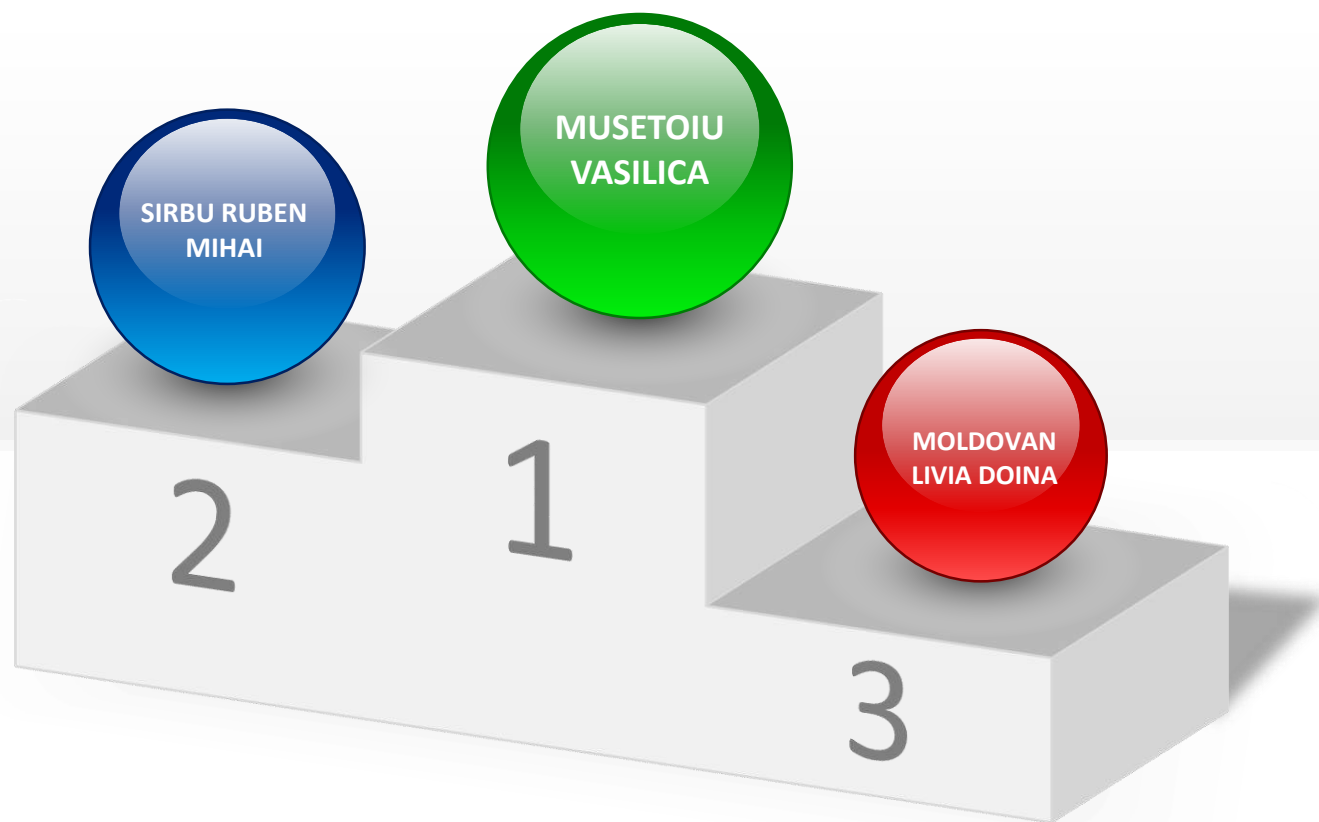 MUSETOIU
VASILICA
SIRBU RUBEN
MIHAI
MOLDOVAN
LIVIA DOINA
2
1
3